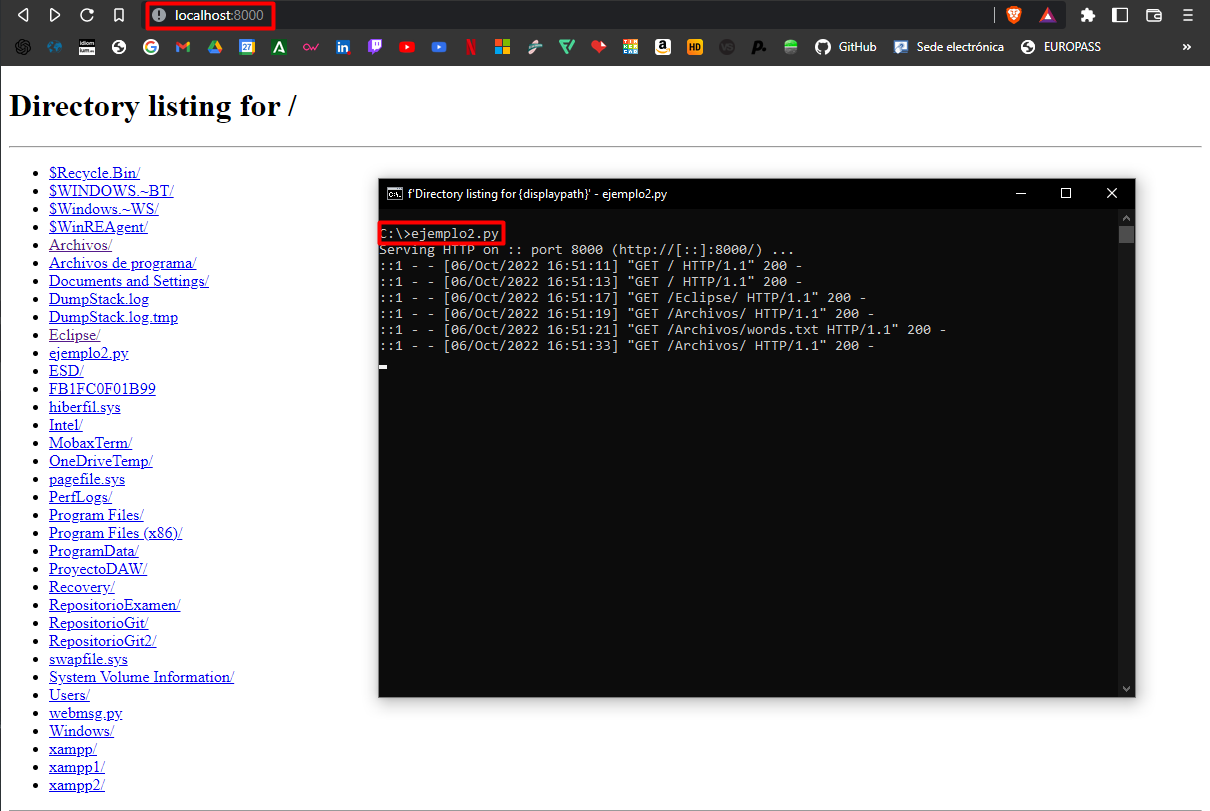 localhost:8000
idiom
27
HD
GitHub
Sede electrónica
EUROPASS
»
Directory listing for /
$Recycle.Bin/
$WINDOWS.~BT/
$Windows.~WS/
$WinREAgent/
Archivos/
Archivos de programa/
Documents and Settings/
DumpStack.log
DumpStack.log.tmp
Eclipse/
ejemplo2.py
ESD/
FB1FC0F01B99
hiberfil.sys
Intel/
MobaxTerm/
OneDriveTemp/
pagefile.sys
PerfLogs/
Program Files/
Program Files (x86)/
ProgramData/
ProyectoDAW/
Recovery/
RepositorioExamen/
RepositorioGit/
RepositorioGit2/
swapfile.sys
System Volume Information/
Users/
webmsg.py
Windows/
xampp/
xampp1/
xampp2/
f'Directory listing for {displaypath}' - ejemplo2.py
C:\>ejemplo2.py
Serving HTTP on :: port 8000 (http://[::]:8000/) ...
::1 - - [06/Oct/2022 16:51:11] "GET / HTTP/1.1" 200 -
::1 - - [06/Oct/2022 16:51:13] "GET / HTTP/1.1" 200 -
::1 - - [06/Oct/2022 16:51:17] "GET /Eclipse/ HTTP/1.1" 200 -
::1 - - [06/Oct/2022 16:51:19] "GET /Archivos/ HTTP/1.1" 200 -
::1 - - [06/Oct/2022 16:51:21] "GET /Archivos/words.txt HTTP/1.1" 200 -
::1 - - [06/Oct/2022 16:51:33] "GET /Archivos/ HTTP/1.1" 200 -